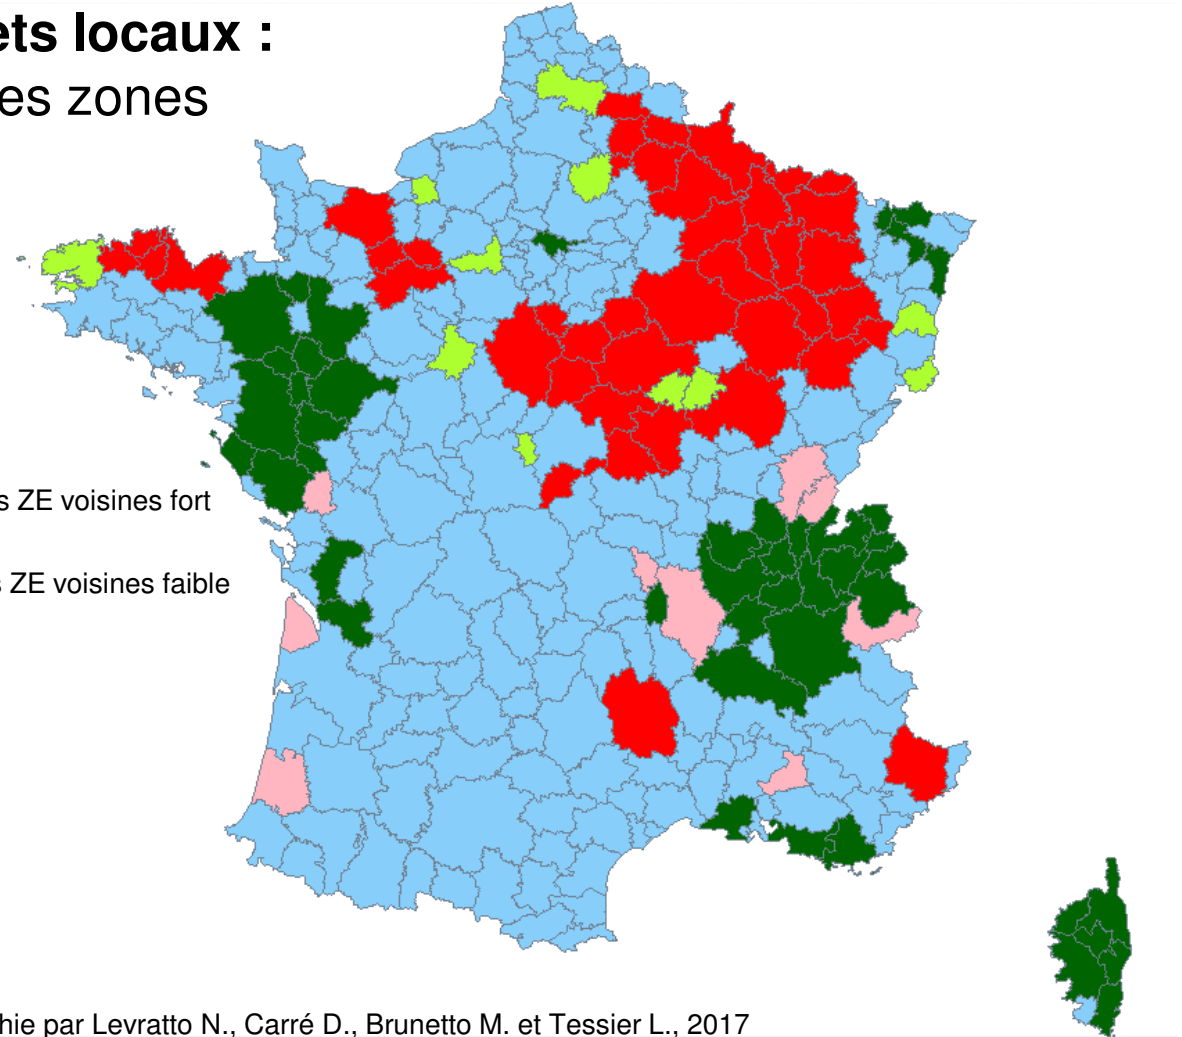 ets locaux :
es zones
s ZE voisines fort
s ZE voisines faible
hie par Levratto N., Carré D., Brunetto M. et Tessier L., 2017